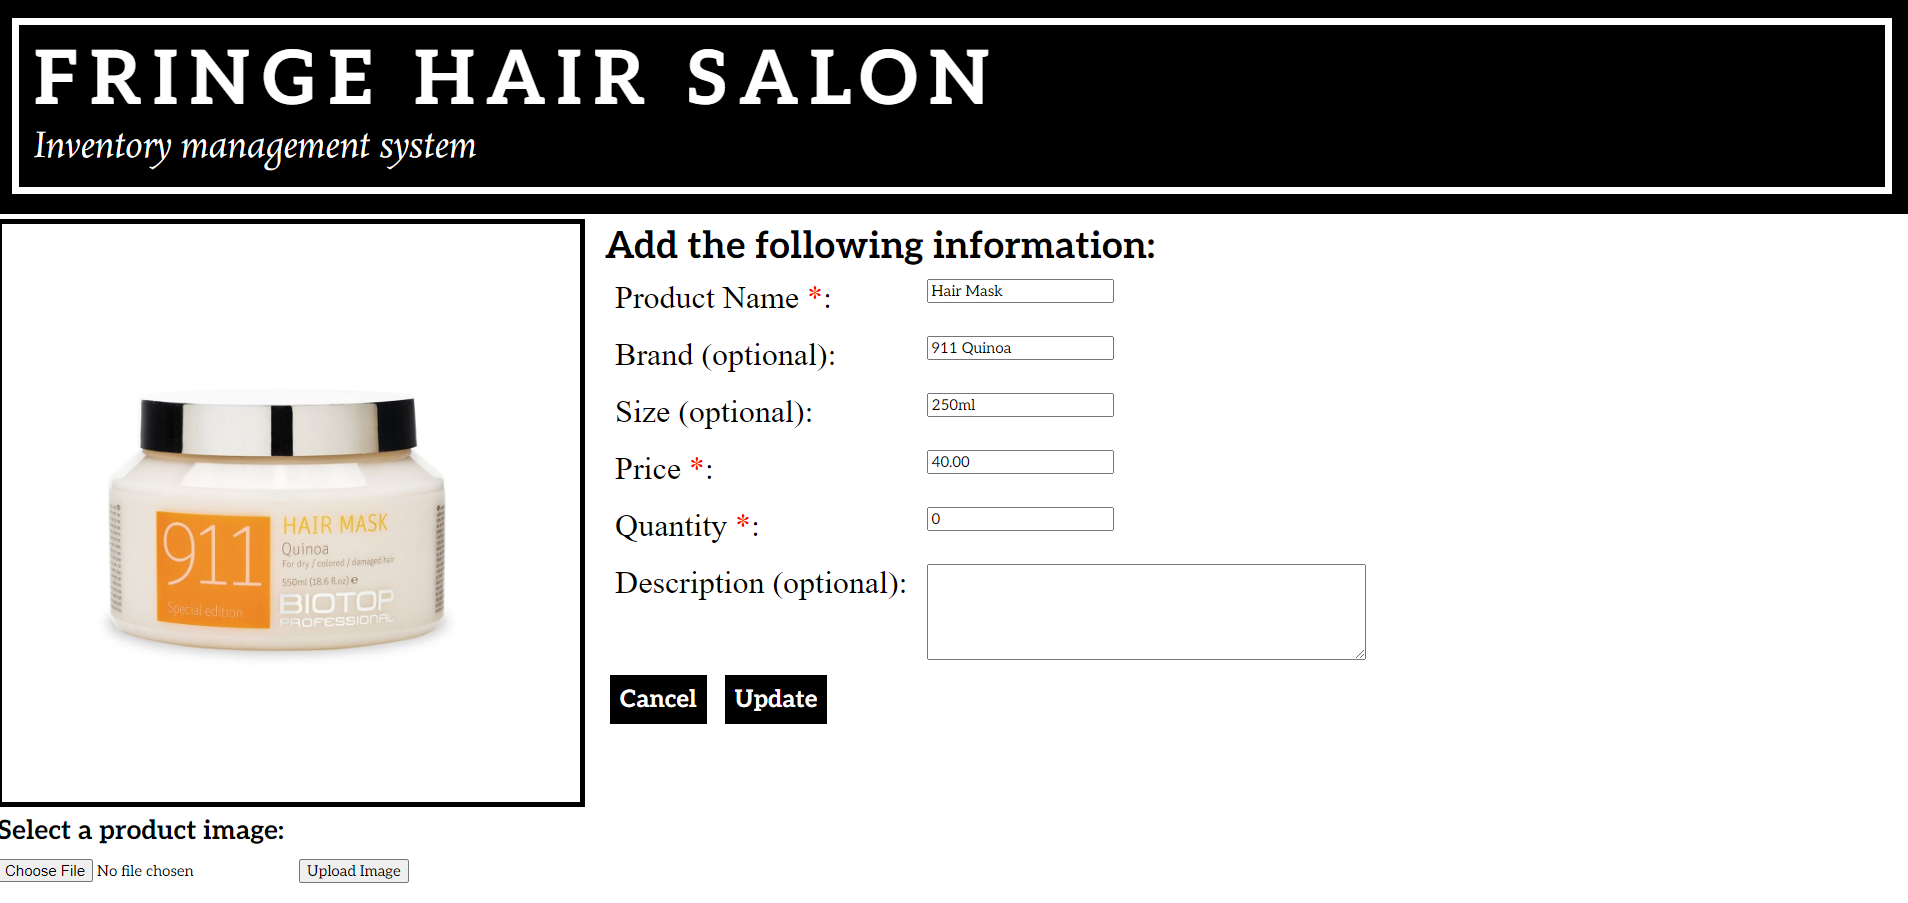 FRINGE HAIR SALON
Inventory management system
911
Special edition
HAIR MASK
Quinoa
For dry / colored / damaged hair
550ml (18.6 fl.oz) e
BIOTOP
PROFESSIONAL
Select a product image:
Choose File No file chosen Upload Image
Add the following information:
Product Name *: Hair Mask
Brand (optional): 911 Quinoa
Size (optional): 250ml
Price *: 40.00
Quantity *: 0
Description (optional):
Cancel Update